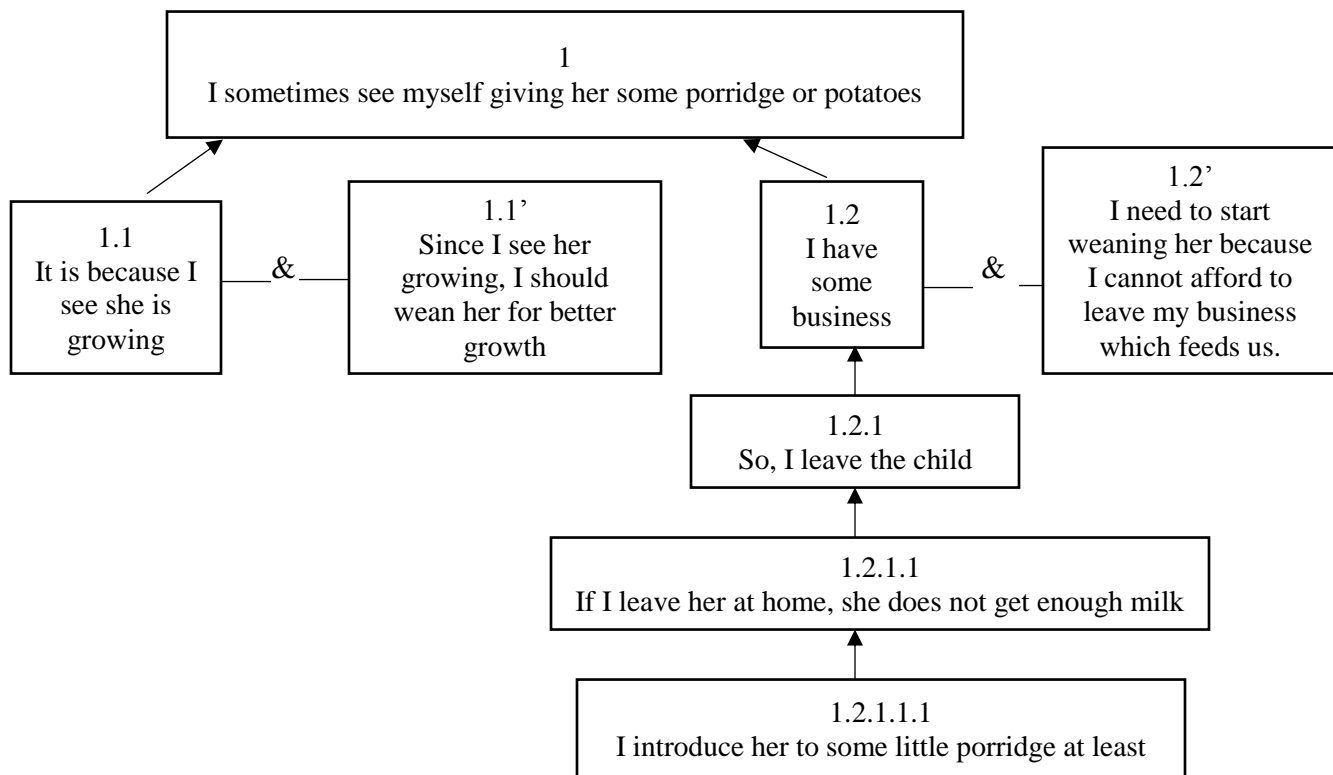 1
I sometimes see myself giving her some porridge or potatoes
1.1
It is because I
see she is
growing
&
1.1’
Since I see her
growing, I should
wean her for better
growth
1.2
I have
some
business
&
1.2’
I need to start
weaning her because
I cannot afford to
leave my business
which feeds us.
1.2.1
So, I leave the child
1.2.1.1
If I leave her at home, she does not get enough milk
1.2.1.1.1
I introduce her to some little porridge at least